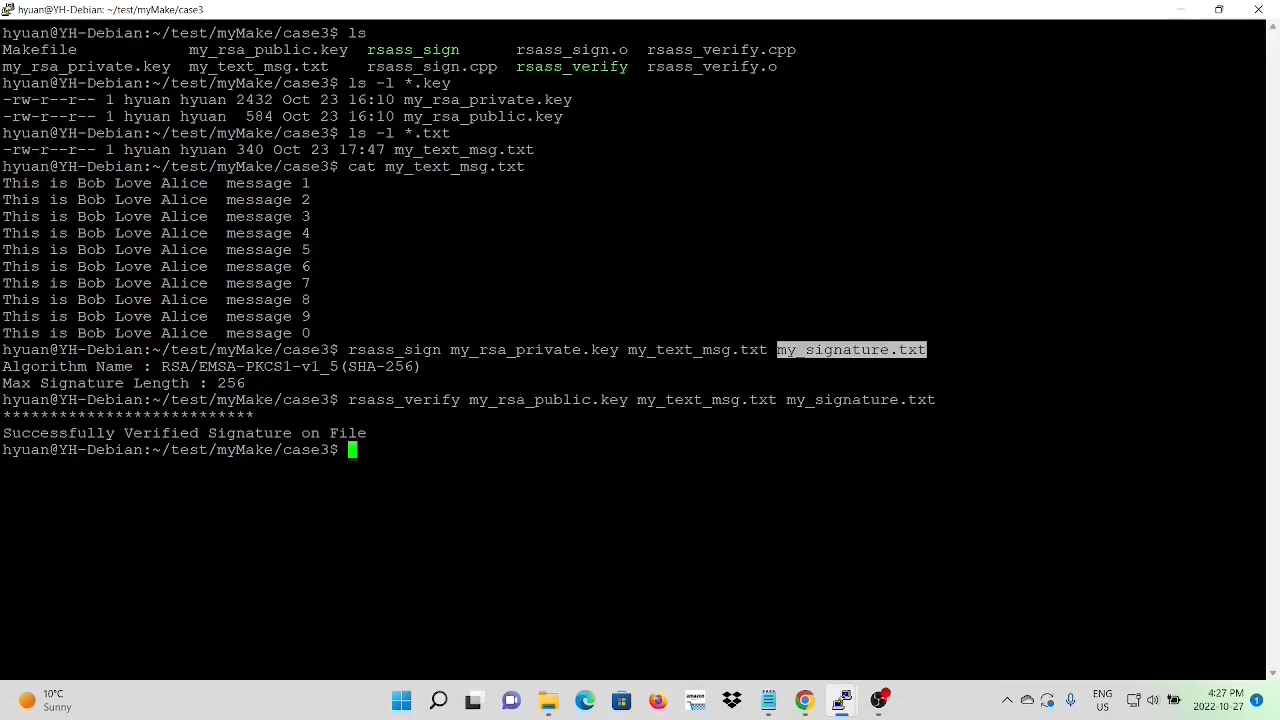 hyuan@YH-Debian: ~/test/myMake/case3
hyuan@YH-Debian:~/test/myMake/case3$ ls
Makefile            my_rsa_public.key  rsass_sign      rsass_sign.o  rsass_verify.cpp
my_rsa_private.key  my_text_msg.txt    rsass_sign.cpp  rsass_verify  rsass_verify.o
hyuan@YH-Debian:~/test/myMake/case3$ ls -l *.key
-rw-r--r-- 1 hyuan hyuan 2432 Oct 23 16:10 my_rsa_private.key
-rw-r--r-- 1 hyuan hyuan  584 Oct 23 16:10 my_rsa_public.key
hyuan@YH-Debian:~/test/myMake/case3$ ls -l *.txt
-rw-r--r-- 1 hyuan hyuan 340 Oct 23 17:47 my_text_msg.txt
hyuan@YH-Debian:~/test/myMake/case3$ cat my_text_msg.txt
This is Bob Love Alice  message 1
This is Bob Love Alice  message 2
This is Bob Love Alice  message 3
This is Bob Love Alice  message 4
This is Bob Love Alice  message 5
This is Bob Love Alice  message 6
This is Bob Love Alice  message 7
This is Bob Love Alice  message 8
This is Bob Love Alice  message 9
This is Bob Love Alice  message 0
hyuan@YH-Debian:~/test/myMake/case3$ rsass_sign my_rsa_private.key my_text_msg.txt my_signature.txt
Algorithm Name : RSA/EMSA-PKCS1-v1_5(SHA-256)
Max Signature Length : 256
hyuan@YH-Debian:~/test/myMake/case3$ rsass_verify my_rsa_public.key my_text_msg.txt my_signature.txt
***************************
Successfully Verified Signature on File
hyuan@YH-Debian:~/test/myMake/case3$
10°C
Sunny
amazon
ENG
US
4:27 PM
2022-10-27
1